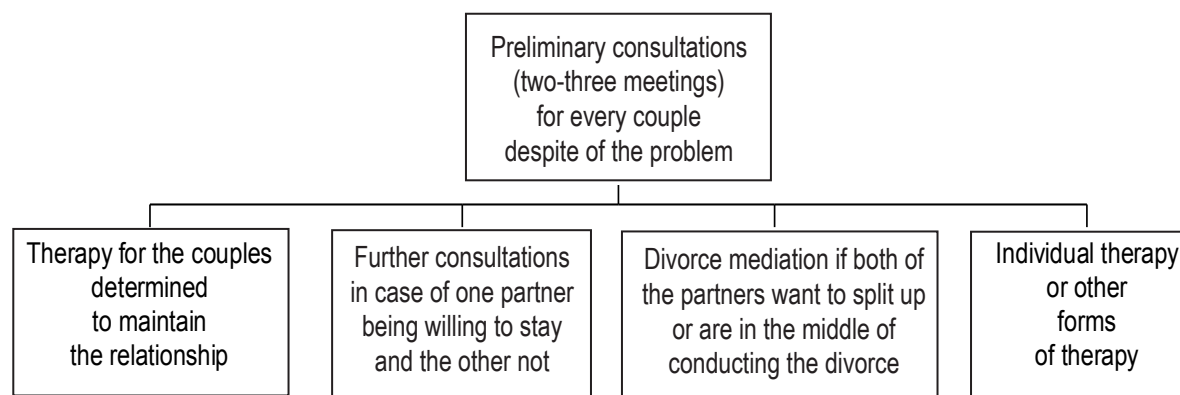 Preliminary consultations
(two-three meetings)
for every couple
despite of the problem
Therapy for the couples
determined
to maintain
the relationship
Further consultations
in case of one partner
being willing to stay
and the other not
Divorce mediation if both of
the partners want to split up
or are in the middle of
conducting the divorce
Individual therapy
or other
forms
of therapy